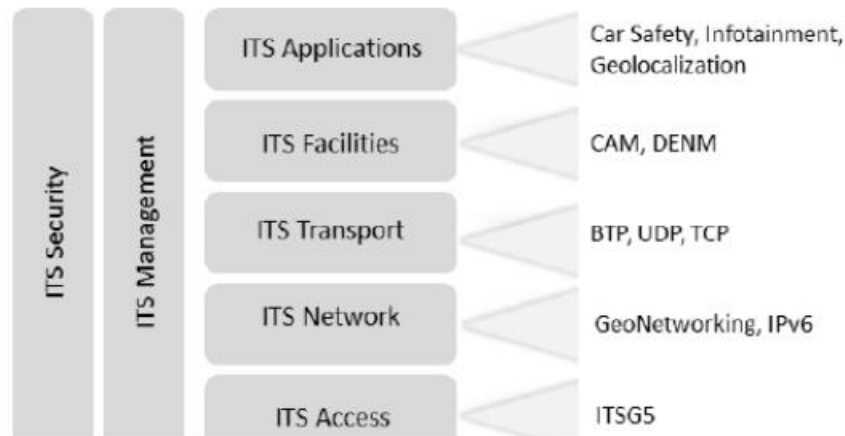 ITS Security
ITS Management
ITS Applications
Car Safety, Infotainment,
Geolocalization
ITS Facilities
CAM, DENM
ITS Transport
BTP, UDP, TCP
ITS Network
GeoNetworking, IPv6
ITS Access
ITSG5